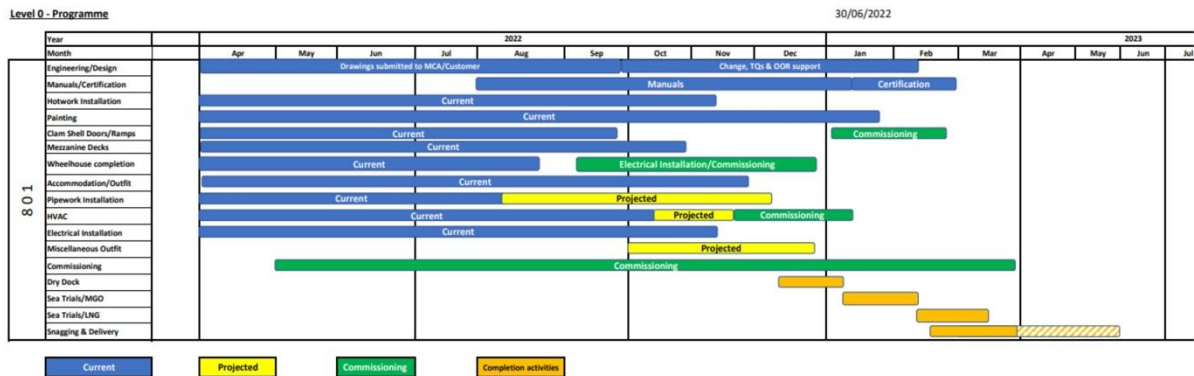 Level 0 - Programme 30/06/2022
Year 2022 2023
Month Apr May Jun Jul Aug Sep Oct Nov Dec Jan Feb Mar Apr May Jun Jul
801
Engineering/Design Drawings submitted to MCA/Customer Change, TQs & OOR support
Manuals/Certification Manuals Certification
Hotwork Installation Current
Painting Current
Clam Shell Doors/Ramps Current Commissioning
Mezzanine Decks Current
Wheelhouse completion Current Electrical Installation/Commissioning
Accommodation/Outfit Current
Pipework Installation Current Projected
HVAC Current Projected Commissioning
Electrical Installation Current
Miscellaneous Outfit Projected
Commissioning Commissioning
Dry Dock
Sea Trials/MGO
Sea Trials/LNG
Snagging & Delivery
Current Projected Commissioning Completion activities